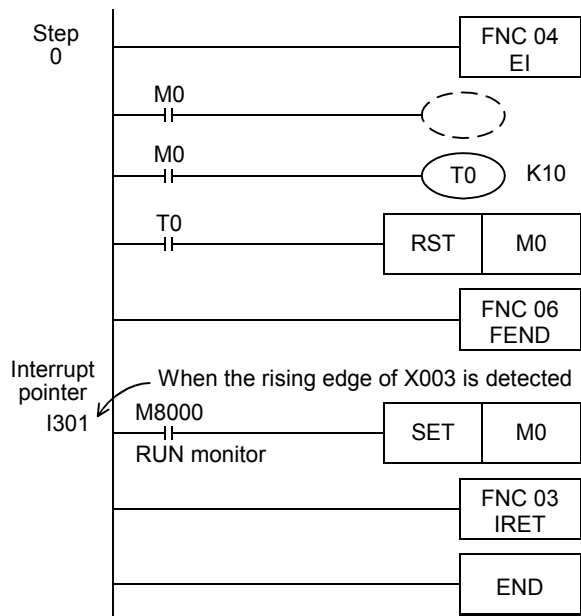 Step
0
FNC 04
EI
M0
M0
T0
K10
T0
RST
M0
FNC 06
FEND
Interrupt
pointer
I301
When the rising edge of X003 is detected
M8000
RUN monitor
SET
M0
FNC 03
IRET
END